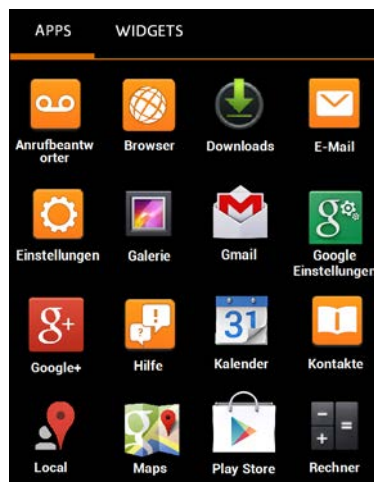 APPS WIDGETS
Anrufbeantw
orter
Browser
Downloads
E-Mail
Einstellungen
Galerie
Gmail
Google
Einstellungen
Google+
Hilfe
31
Kalender
Kontakte
Local
Maps
Play Store
Rechner